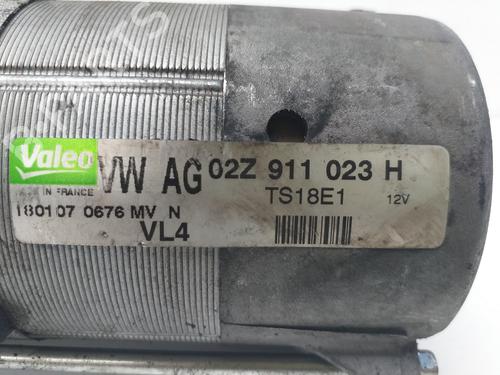 Valeo VW AG 02Z 911 023 H
IN FRANCE TS18E1 12V
180107 0676 MV N
VL4